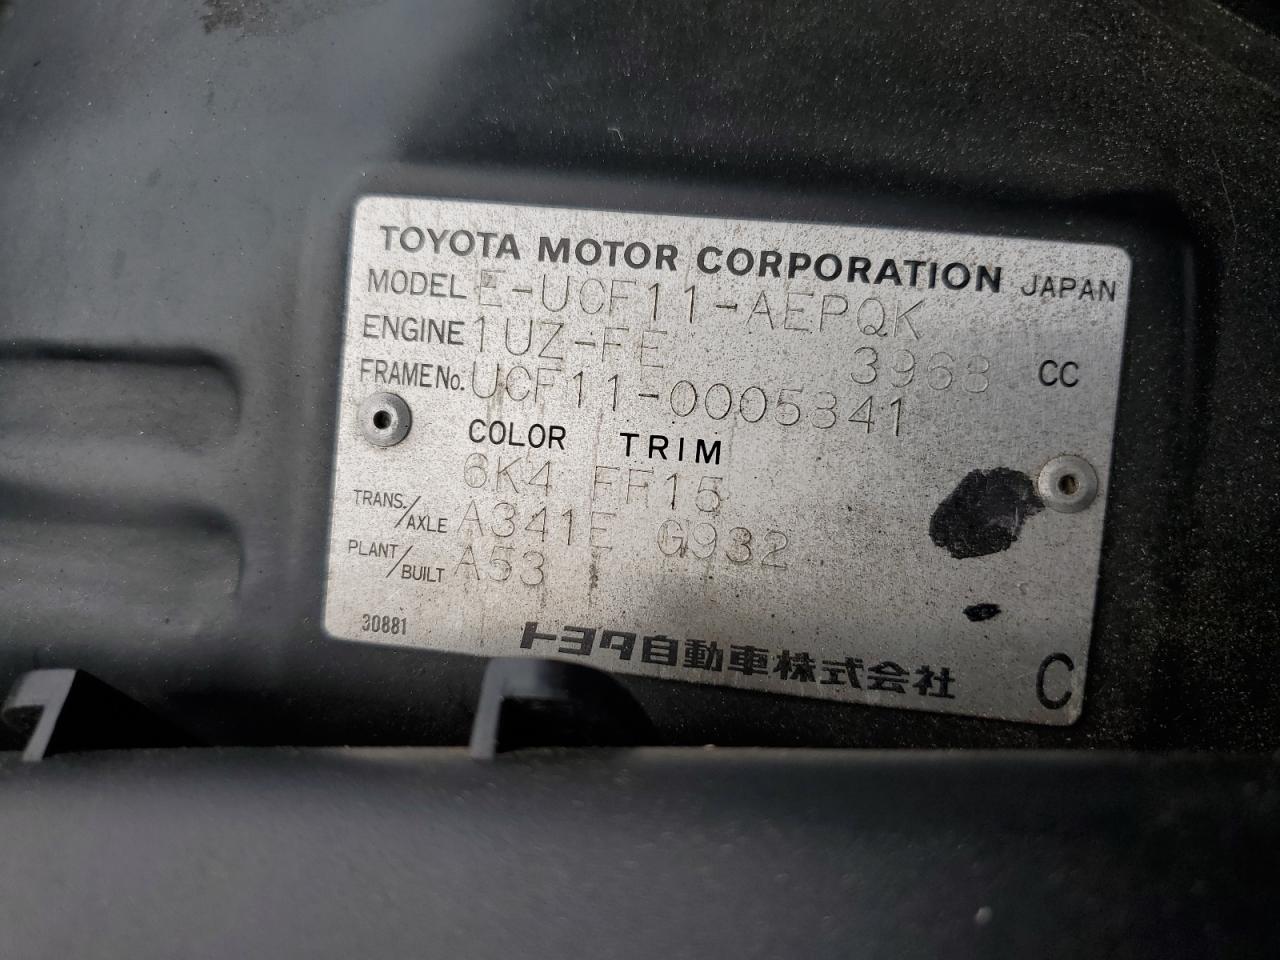 TOYOTA MOTOR CORPORATION JAPAN
MODEL E-UCF11-AEPQK
ENGINE 1UZ-FE 3968 CC
FRAME No. UCF11-0005341
COLOR TRIM
6K4 FF15
TRANS./AXLE A341E G932
PLANT/BUILT A53
30881 トヨタ自動車株式会社 C